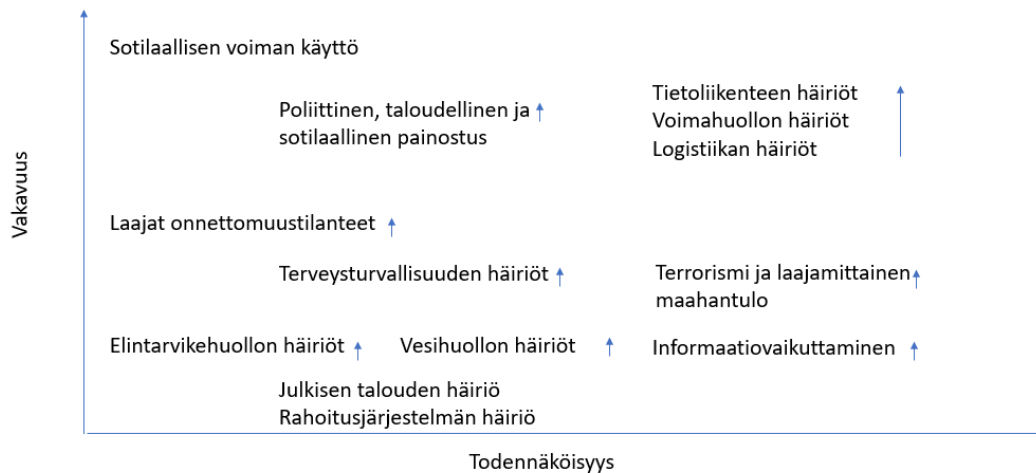 Sotilaallisen voiman käyttö
Poliittinen, taloudellinen ja
sotilaallinen painostus
Tietoliikenteen häiriöt
Voimahuollon häiriöt
Logistiikan häiriöt
Vakavuus
Laajat onnettomuustilanteet
Terveysturvallisuuden häiriöt
Terrorismi ja laajamittainen
maahantulo
Elintarvikehuollon häiriöt
Vesihuollon häiriöt
Informaatiovaikuttaminen
Julkisen talouden häiriö
Rahoitusjärjestelmän häiriö
Todennäköisyys